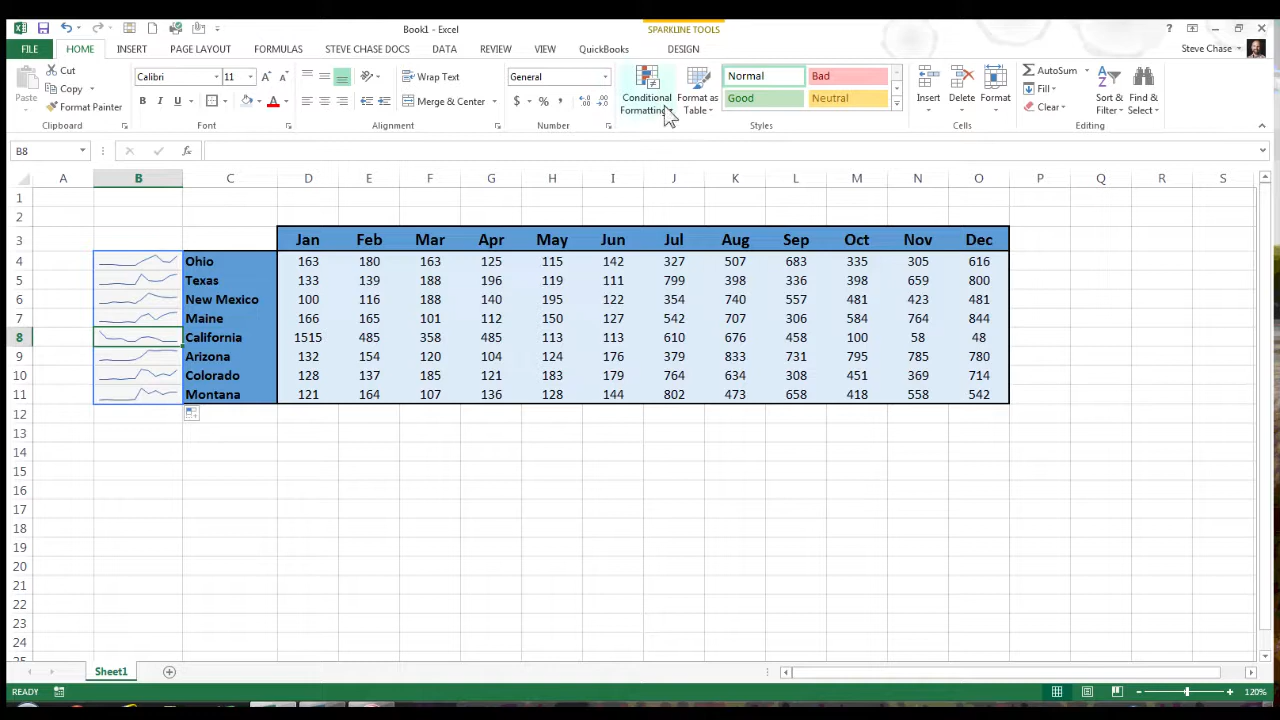 Book1 - Excel
SPARKLINE TOOLS
FILE HOME INSERT PAGE LAYOUT FORMULAS STEVE CHASE DOCS DATA REVIEW VIEW QuickBooks DESIGN Steve Chase
Cut
Copy
Format Painter
Paste
Clipboard
Calibri 11
B I U A
Font
Wrap Text
Merge & Center
Alignment
General
$ % ,
Number
Conditional Formatting
Format as Table
Normal Bad
Good Neutral
Styles
Insert Delete Format
Cells
AutoSum
Fill
Clear
Sort & Filter
Find & Select
Editing
B8 fx
A B C D E F G H I J K L M N O P Q R S
1
2
3 Jan Feb Mar Apr May Jun Jul Aug Sep Oct Nov Dec
4 Ohio 163 180 163 125 115 142 327 507 683 335 305 616
5 Texas 133 139 188 196 119 111 799 398 336 398 659 800
6 New Mexico 100 116 188 140 195 122 354 740 557 481 423 481
7 Maine 166 165 101 112 150 127 542 707 305 584 764 844
8 California 1515 485 358 485 113 113 610 676 458 100 58 48
9 Arizona 132 154 120 104 124 176 379 833 731 795 785 780
10 Colorado 128 137 185 121 183 179 764 634 308 451 369 714
11 Montana 121 164 107 136 128 144 802 473 658 418 558 542
12
13
14
15
16
17
18
19
20
21
22
23
24
Sheet1
READY 120%